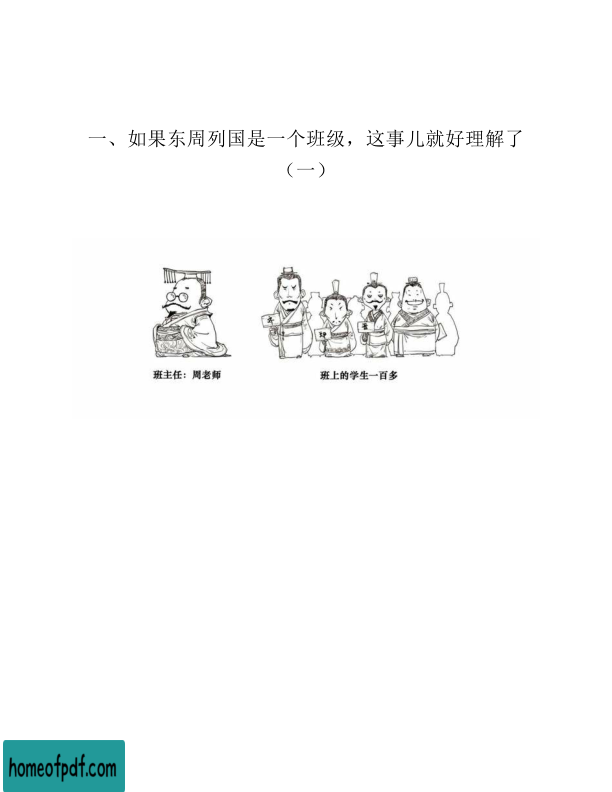 一、如果东周列国是一个班级，这事儿就好理解了
（一）
班主任：周老师
班上的学生一百多
homeofpdf.com